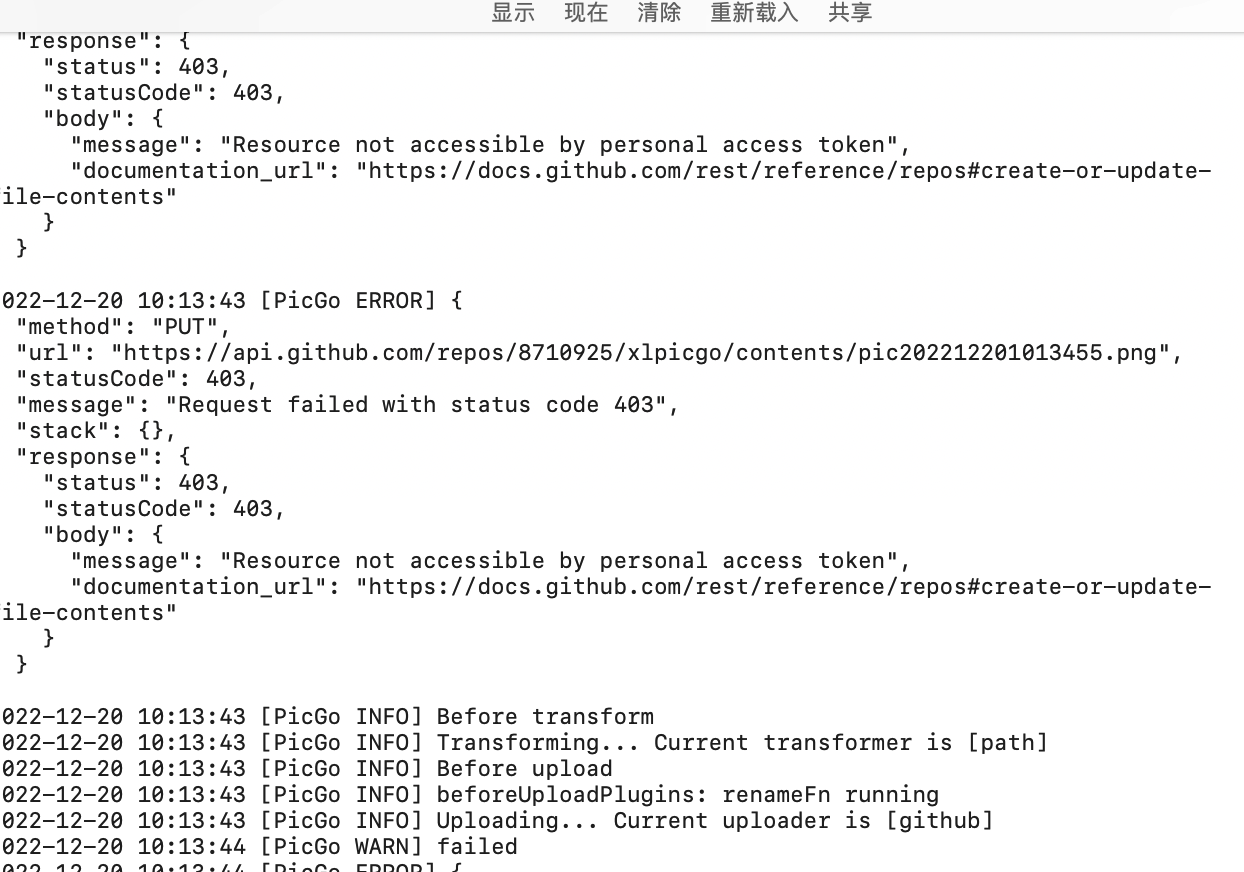 显示 现在 清除 重新载入 共享
"response": {
"status": 403,
"statusCode": 403,
"body": {
"message": "Resource not accessible by personal access token",
"documentation_url": "https://docs.github.com/rest/reference/repos#create-or-update-
ile-contents"
}
}
022-12-20 10:13:43 [PicGo ERROR] {
"method": "PUT",
"url": "https://api.github.com/repos/8710925/xlpicgo/contents/pic202212201013455.png",
"statusCode": 403,
"message": "Request failed with status code 403",
"stack": {},
"response": {
"status": 403,
"statusCode": 403,
"body": {
"message": "Resource not accessible by personal access token",
"documentation_url": "https://docs.github.com/rest/reference/repos#create-or-update-
ile-contents"
}
}
022-12-20 10:13:43 [PicGo INFO] Before transform
022-12-20 10:13:43 [PicGo INFO] Transforming... Current transformer is [path]
022-12-20 10:13:43 [PicGo INFO] Before upload
022-12-20 10:13:43 [PicGo INFO] beforeUploadPlugins: renameFn running
022-12-20 10:13:43 [PicGo INFO] Uploading... Current uploader is [github]
022-12-20 10:13:44 [PicGo WARN] failed
022-12-20 10:13:44 [PicGo ERROR] {